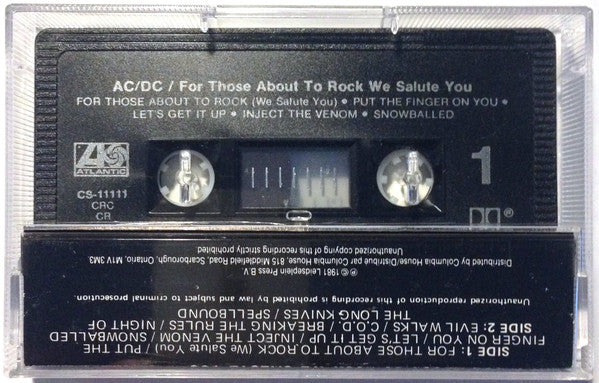 AC/DC / For Those About To Rock We Salute You
FOR THOSE ABOUT TO ROCK (We Salute You) • PUT THE FINGER ON YOU •
LET'S GET IT UP • INJECT THE VENOM • SNOWBALLED
ATLANTIC
CS-11111
CRC
CR
1
SIDE 1: FOR THOSE ABOUT TO ROCK (We Salute You) / PUT THE
FINGER ON YOU / LET'S GET IT UP / INJECT THE VENOM / SNOWBALLED
SIDE 2: EVIL WALKS / C.O.D. / BREAKING THE RULES / NIGHT OF
THE LONG KNIVES / SPELLBOUND
Unauthorized reproduction of this recording is prohibited by law and subject to criminal prosecution.
℗© 1981 Leidseplein Press B.V.
Distributed by Columbia House/Distribué par Columbia House, 815 Middlefield Road, Scarborough, Ontario, M1V 3M3
Unauthorized copying of this recording strictly prohibited